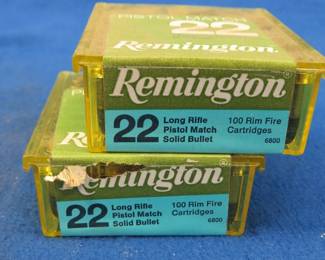 PISTOL MATCH
22
Remington
Remington®
22 Long Rifle 100 Rim Fire
Pistol Match Cartridges
Solid Bullet 6800
Remington
22 Long Rifle 100 Rim Fire
Pistol Match Cartridges
Solid Bullet 6800